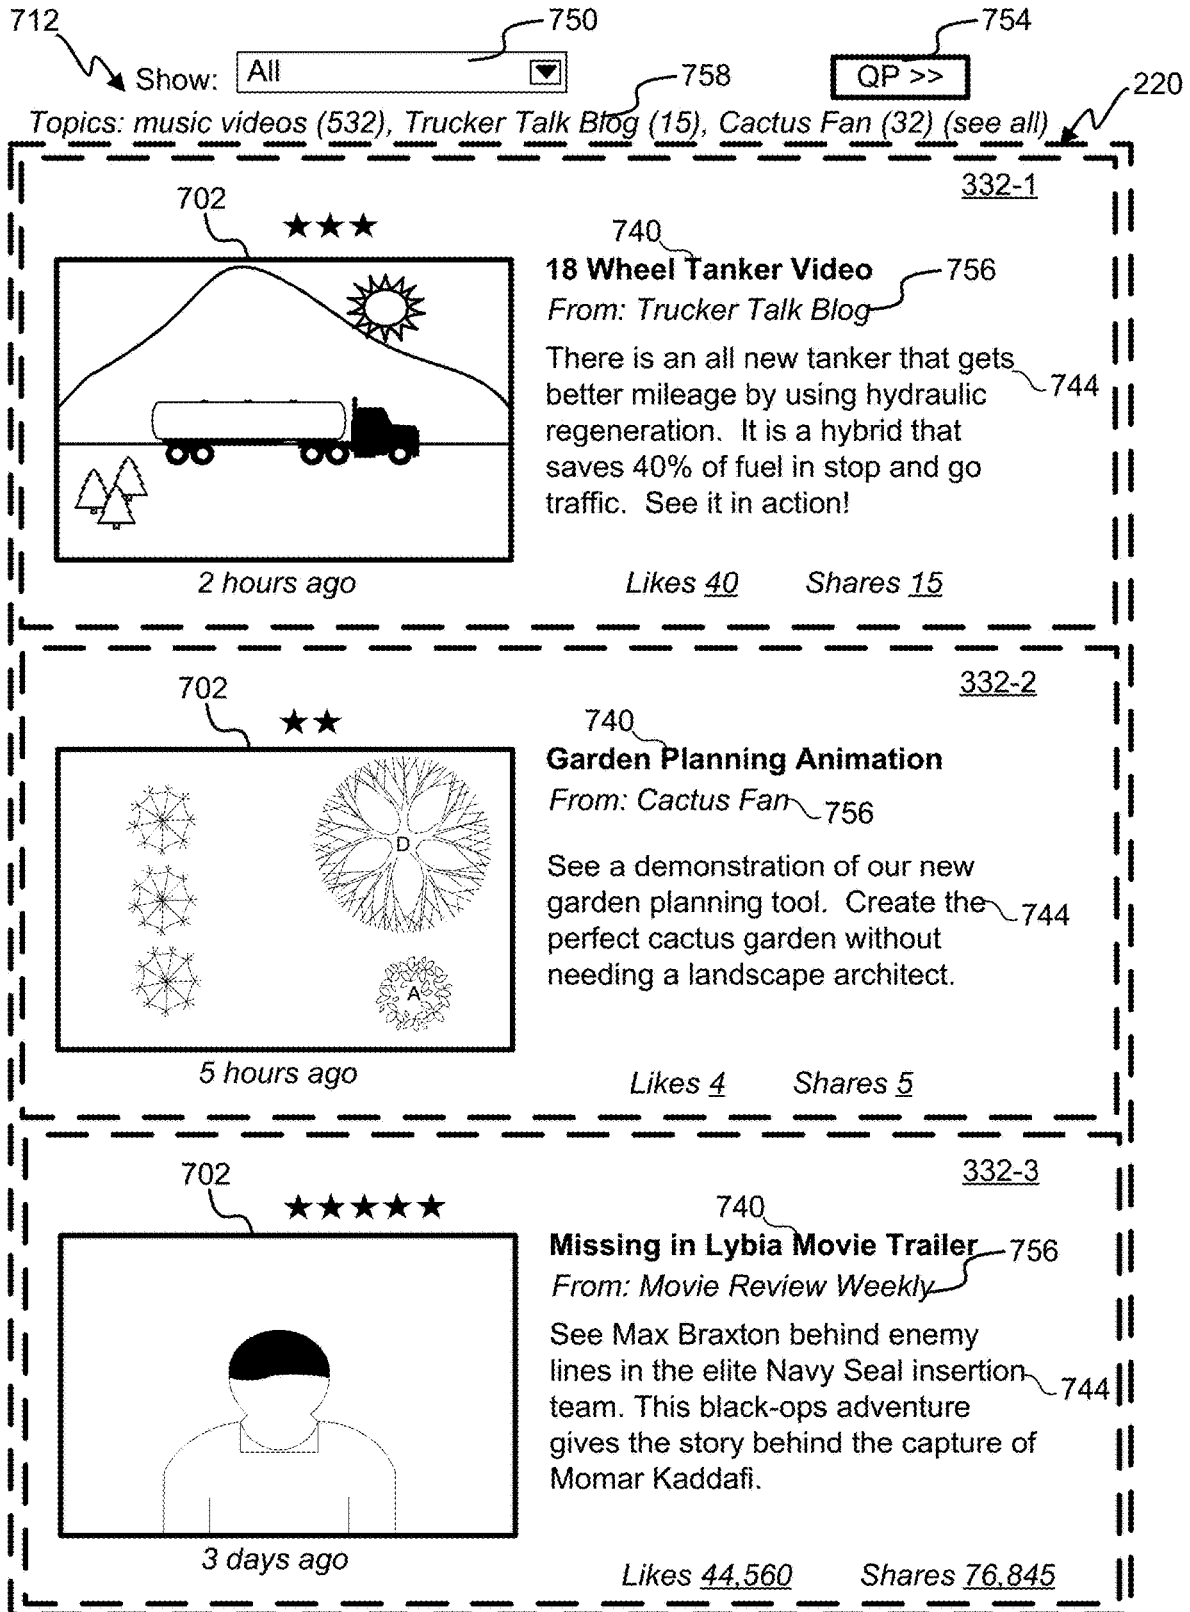 712
750
754
Show: All
QP >>
758
220
Topics: music videos (532), Trucker Talk Blog (15), Cactus Fan (32) (see all)
332-1
702
★★★
740
18 Wheel Tanker Video
756
From: Trucker Talk Blog
There is an all new tanker that gets
744
better mileage by using hydraulic
regeneration. It is a hybrid that
saves 40% of fuel in stop and go
traffic. See it in action!
2 hours ago
Likes 40 Shares 15
332-2
702
★★
740
Garden Planning Animation
From: Cactus Fan
756
D
See a demonstration of our new
garden planning tool. Create the
744
perfect cactus garden without
needing a landscape architect.
A
5 hours ago
Likes 4 Shares 5
332-3
702
★★★★★
740
Missing in Lybia Movie Trailer
756
From: Movie Review Weekly
See Max Braxton behind enemy
lines in the elite Navy Seal insertion
744
team. This black-ops adventure
gives the story behind the capture of
Momar Kaddafi.
3 days ago
Likes 44,560 Shares 76,845